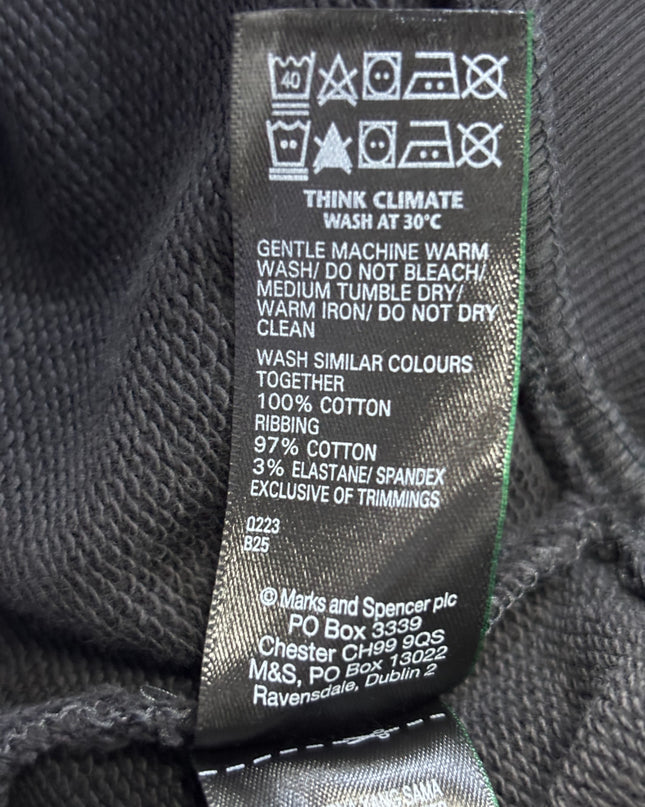 40
THINK CLIMATE
WASH AT 30°C
GENTLE MACHINE WARM
WASH/ DO NOT BLEACH/
MEDIUM TUMBLE DRY/
WARM IRON/ DO NOT DRY
CLEAN
WASH SIMILAR COLOURS
TOGETHER
100% COTTON
RIBBING
97% COTTON
3% ELASTANE/ SPANDEX
EXCLUSIVE OF TRIMMINGS
0223
B25
© Marks and Spencer plc
PO Box 3339
Chester CH99 9QS
M&S, PO Box 13022
Ravensdale, Dublin 2